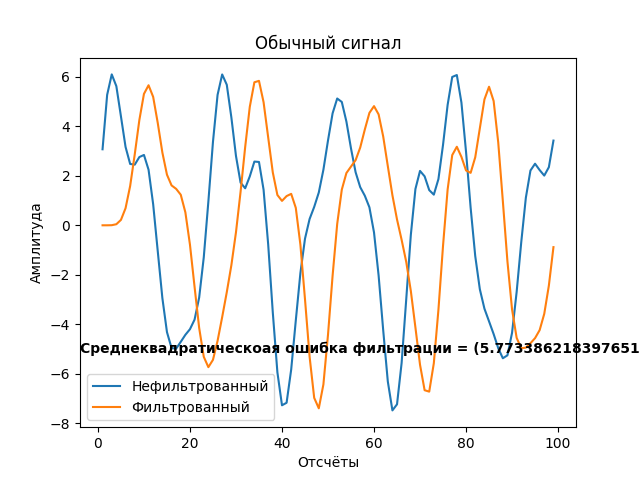 Обычный сигнал
Амплитуда
6
4
2
0
−2
−4
−6
−8
Среднеквадратическоая ошибка фильтрации = (5.773386218397651
Нефильтрованный
Фильтрованный
0 20 40 60 80 100
Отсчёты